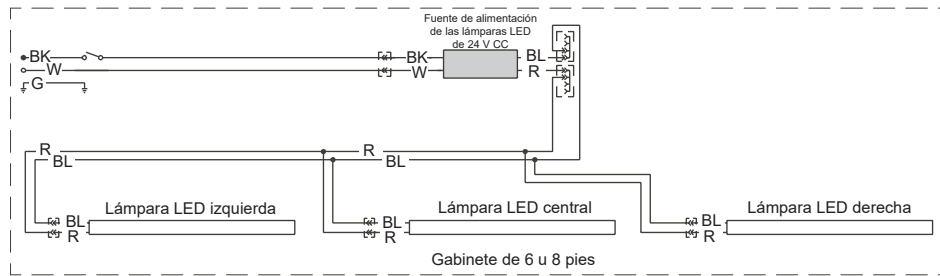 Fuente de alimentación
de las lámparas LED
de 24 V CC
BK
BK
BL
W
W
R
G
R
R
BL
BL
Lámpara LED izquierda
Lámpara LED central
Lámpara LED derecha
BL
BL
BL
R
R
R
Gabinete de 6 u 8 pies